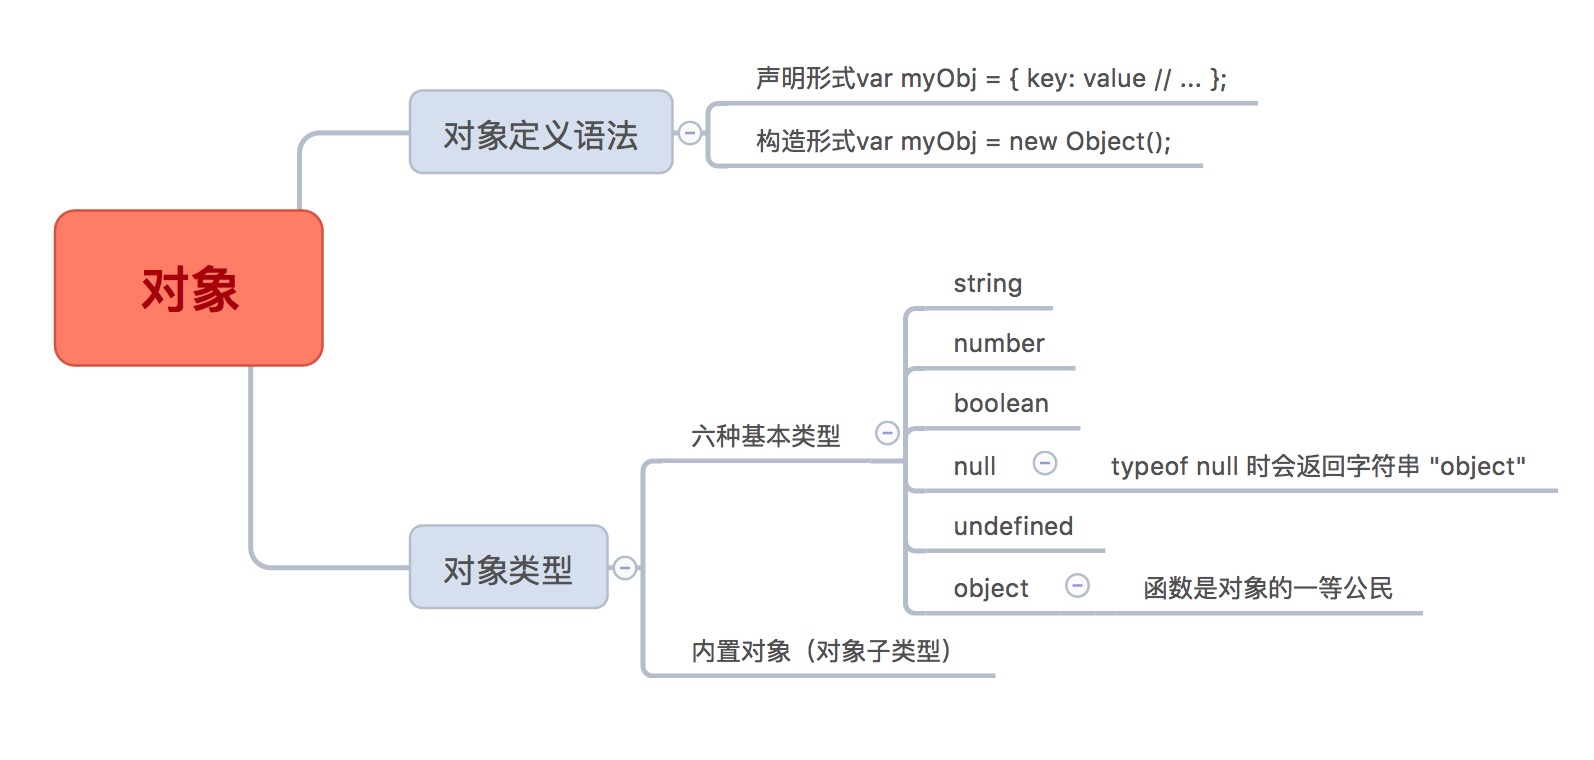 对象
对象定义语法
声明形式var myObj = { key: value // ... };
构造形式var myObj = new Object();
对象类型
六种基本类型
string
number
boolean
null
typeof null 时会返回字符串 "object"
undefined
object
函数是对象的一等公民
内置对象（对象子类型）